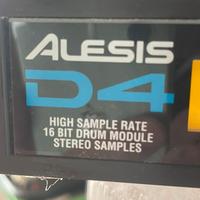 ALESIS
D4
HIGH SAMPLE RATE
16 BIT DRUM MODULE
STEREO SAMPLES